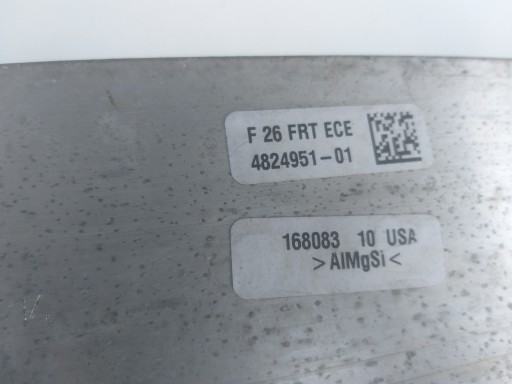 F 26 FRT ECE
4824951-01
168083 10 USA
>AlMgSi<